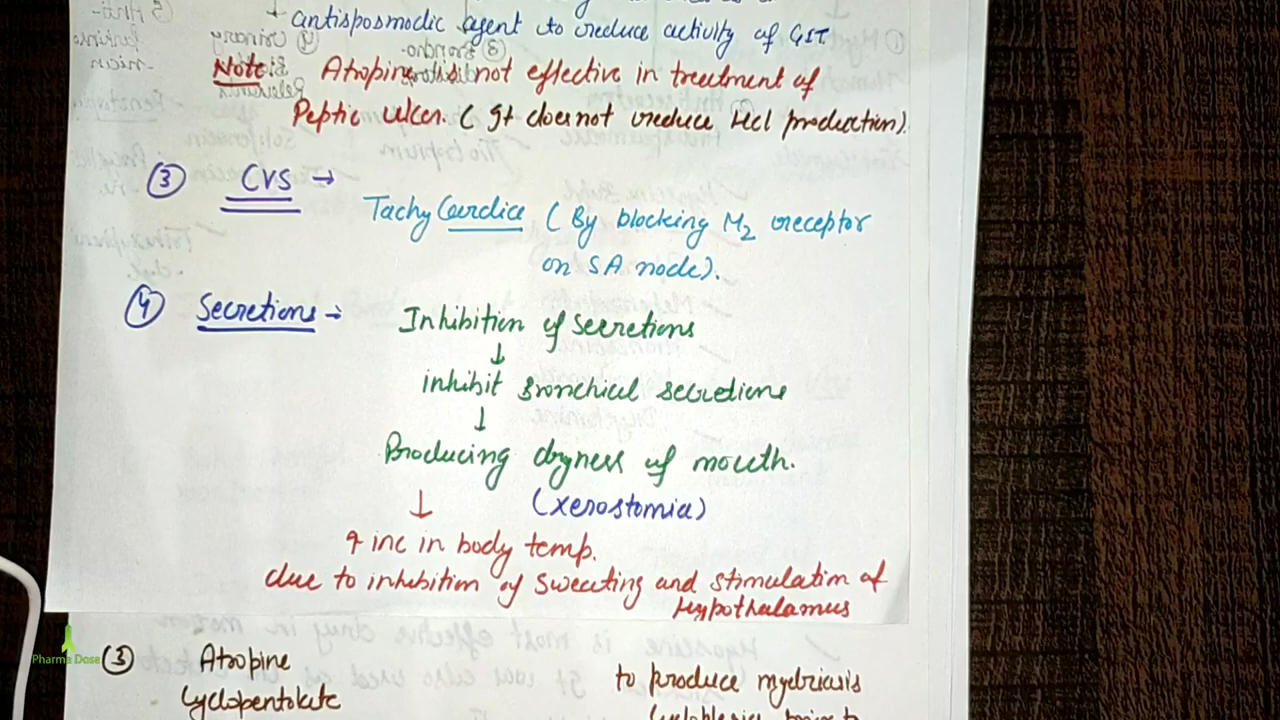 antispasmodic agent to reduce activity of GIT.
Note: Atropine is not effective in treatment of
Peptic ulcer. ( It does not reduce Hcl production).
③ CVS →
Tachycardia ( By blocking M2 receptor
on SA node).
④ Secretions →
Inhibition of secretions
↓
inhibit Bronchial secretions
↓
Producing dryness of mouth.
↓ (xerostomia)
↑ inc in body temp.
due to inhibition of sweating and stimulation of
Hypothalamus
Pharma Dose
③ Atropine
Cyclopentolate
to produce mydriasis